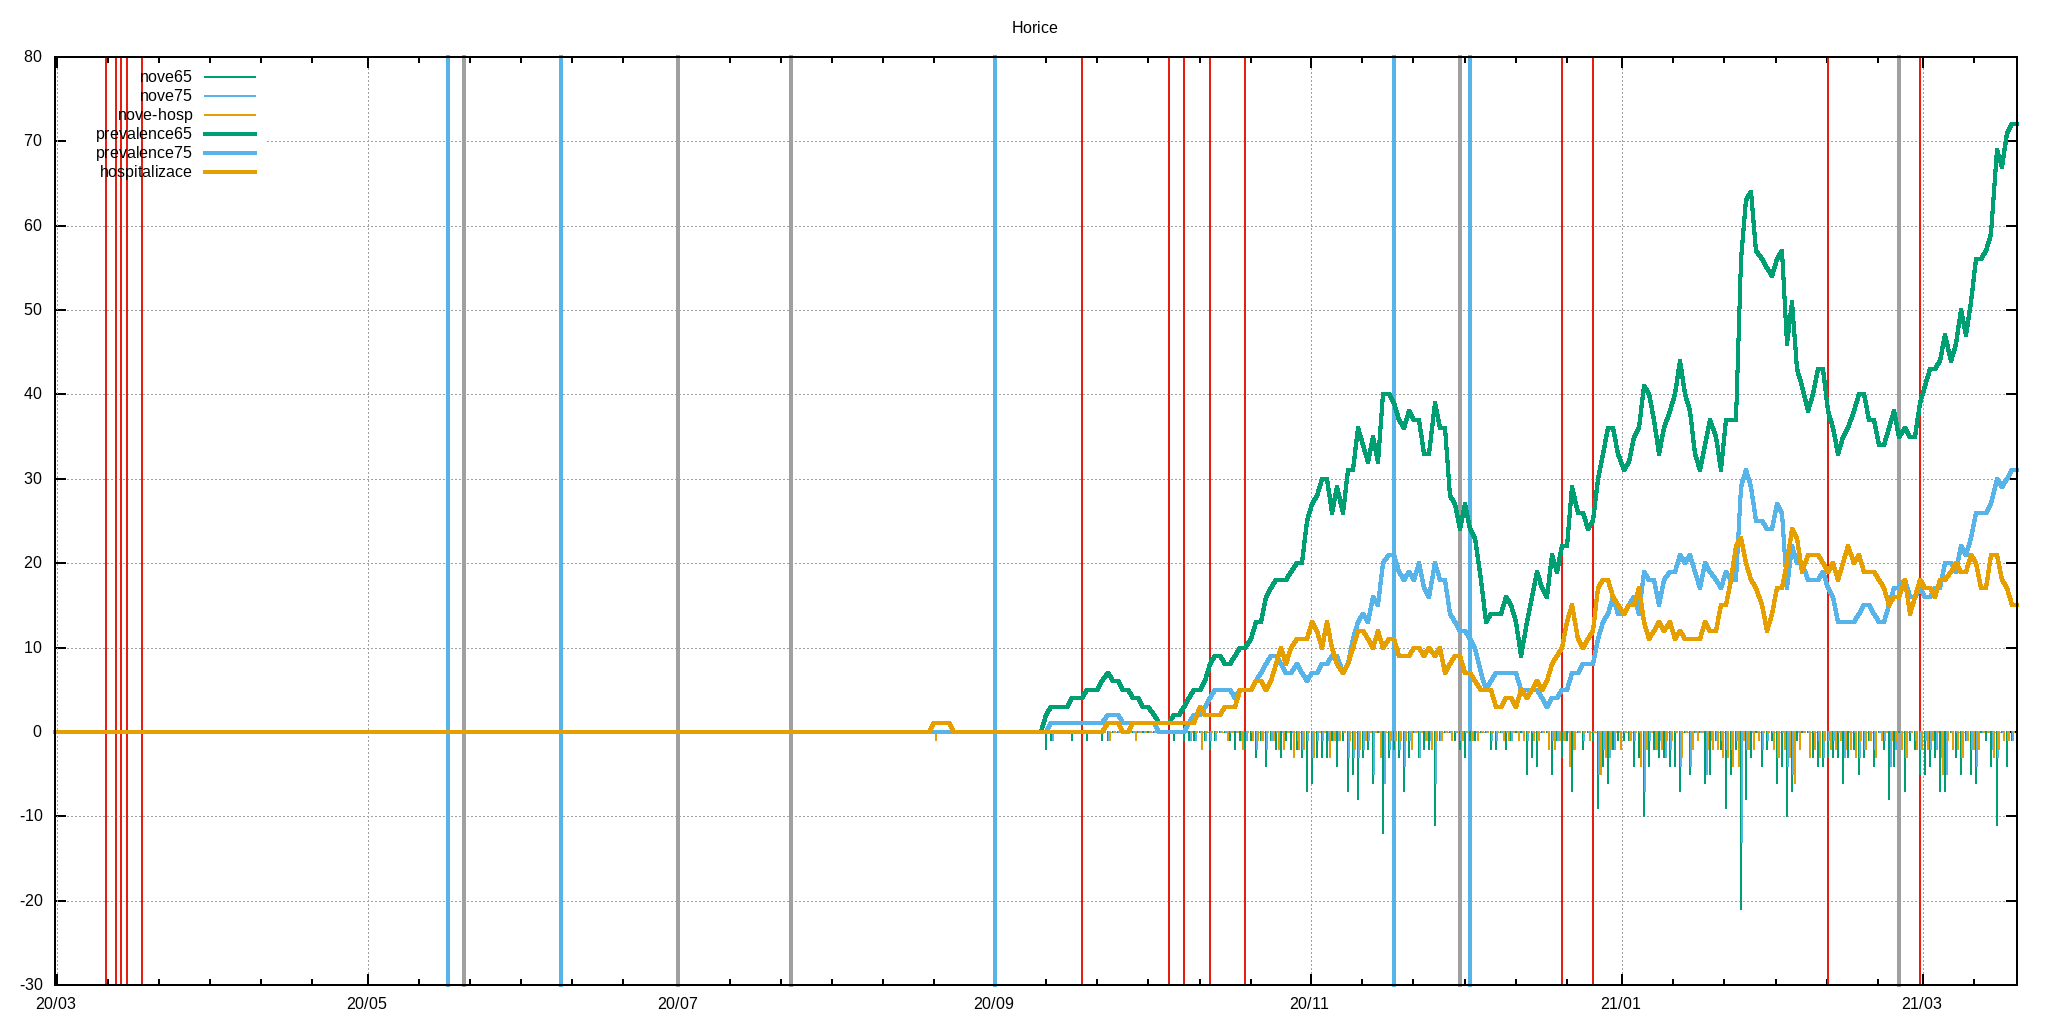 Horice
80
70
60
50
40
30
20
10
0
-10
-20
-30
nove65
nove75
nove-hosp
prevalence65
prevalence75
hospitalizace
20/03 20/05 20/07 20/09 20/11 21/01 21/03